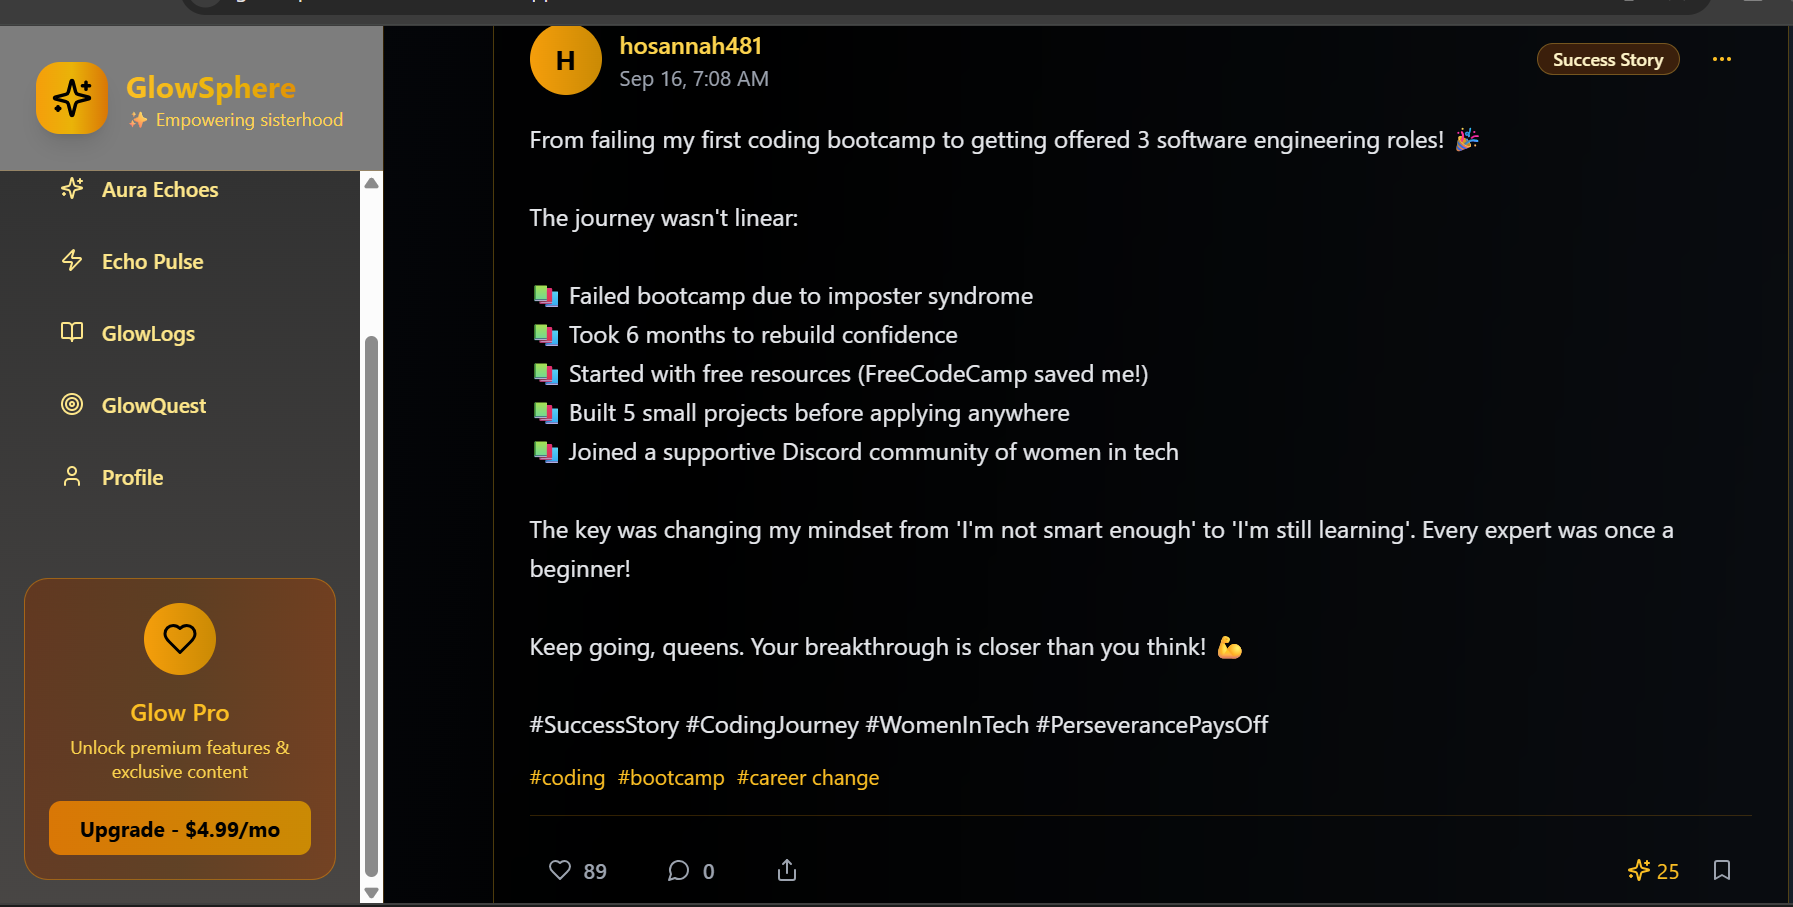 GlowSphere
✨ Empowering sisterhood
Aura Echoes
Echo Pulse
GlowLogs
GlowQuest
Profile
Glow Pro
Unlock premium features &
exclusive content
Upgrade - $4.99/mo
H
hosannah481
Sep 16, 7:08 AM
Success Story
From failing my first coding bootcamp to getting offered 3 software engineering roles! 🎉
The journey wasn't linear:
📚 Failed bootcamp due to imposter syndrome
📚 Took 6 months to rebuild confidence
📚 Started with free resources (FreeCodeCamp saved me!)
📚 Built 5 small projects before applying anywhere
📚 Joined a supportive Discord community of women in tech
The key was changing my mindset from 'I'm not smart enough' to 'I'm still learning'. Every expert was once a
beginner!
Keep going, queens. Your breakthrough is closer than you think! 💪
#SuccessStory #CodingJourney #WomenInTech #PerseverancePaysOff
#coding #bootcamp #career change
89
0
25